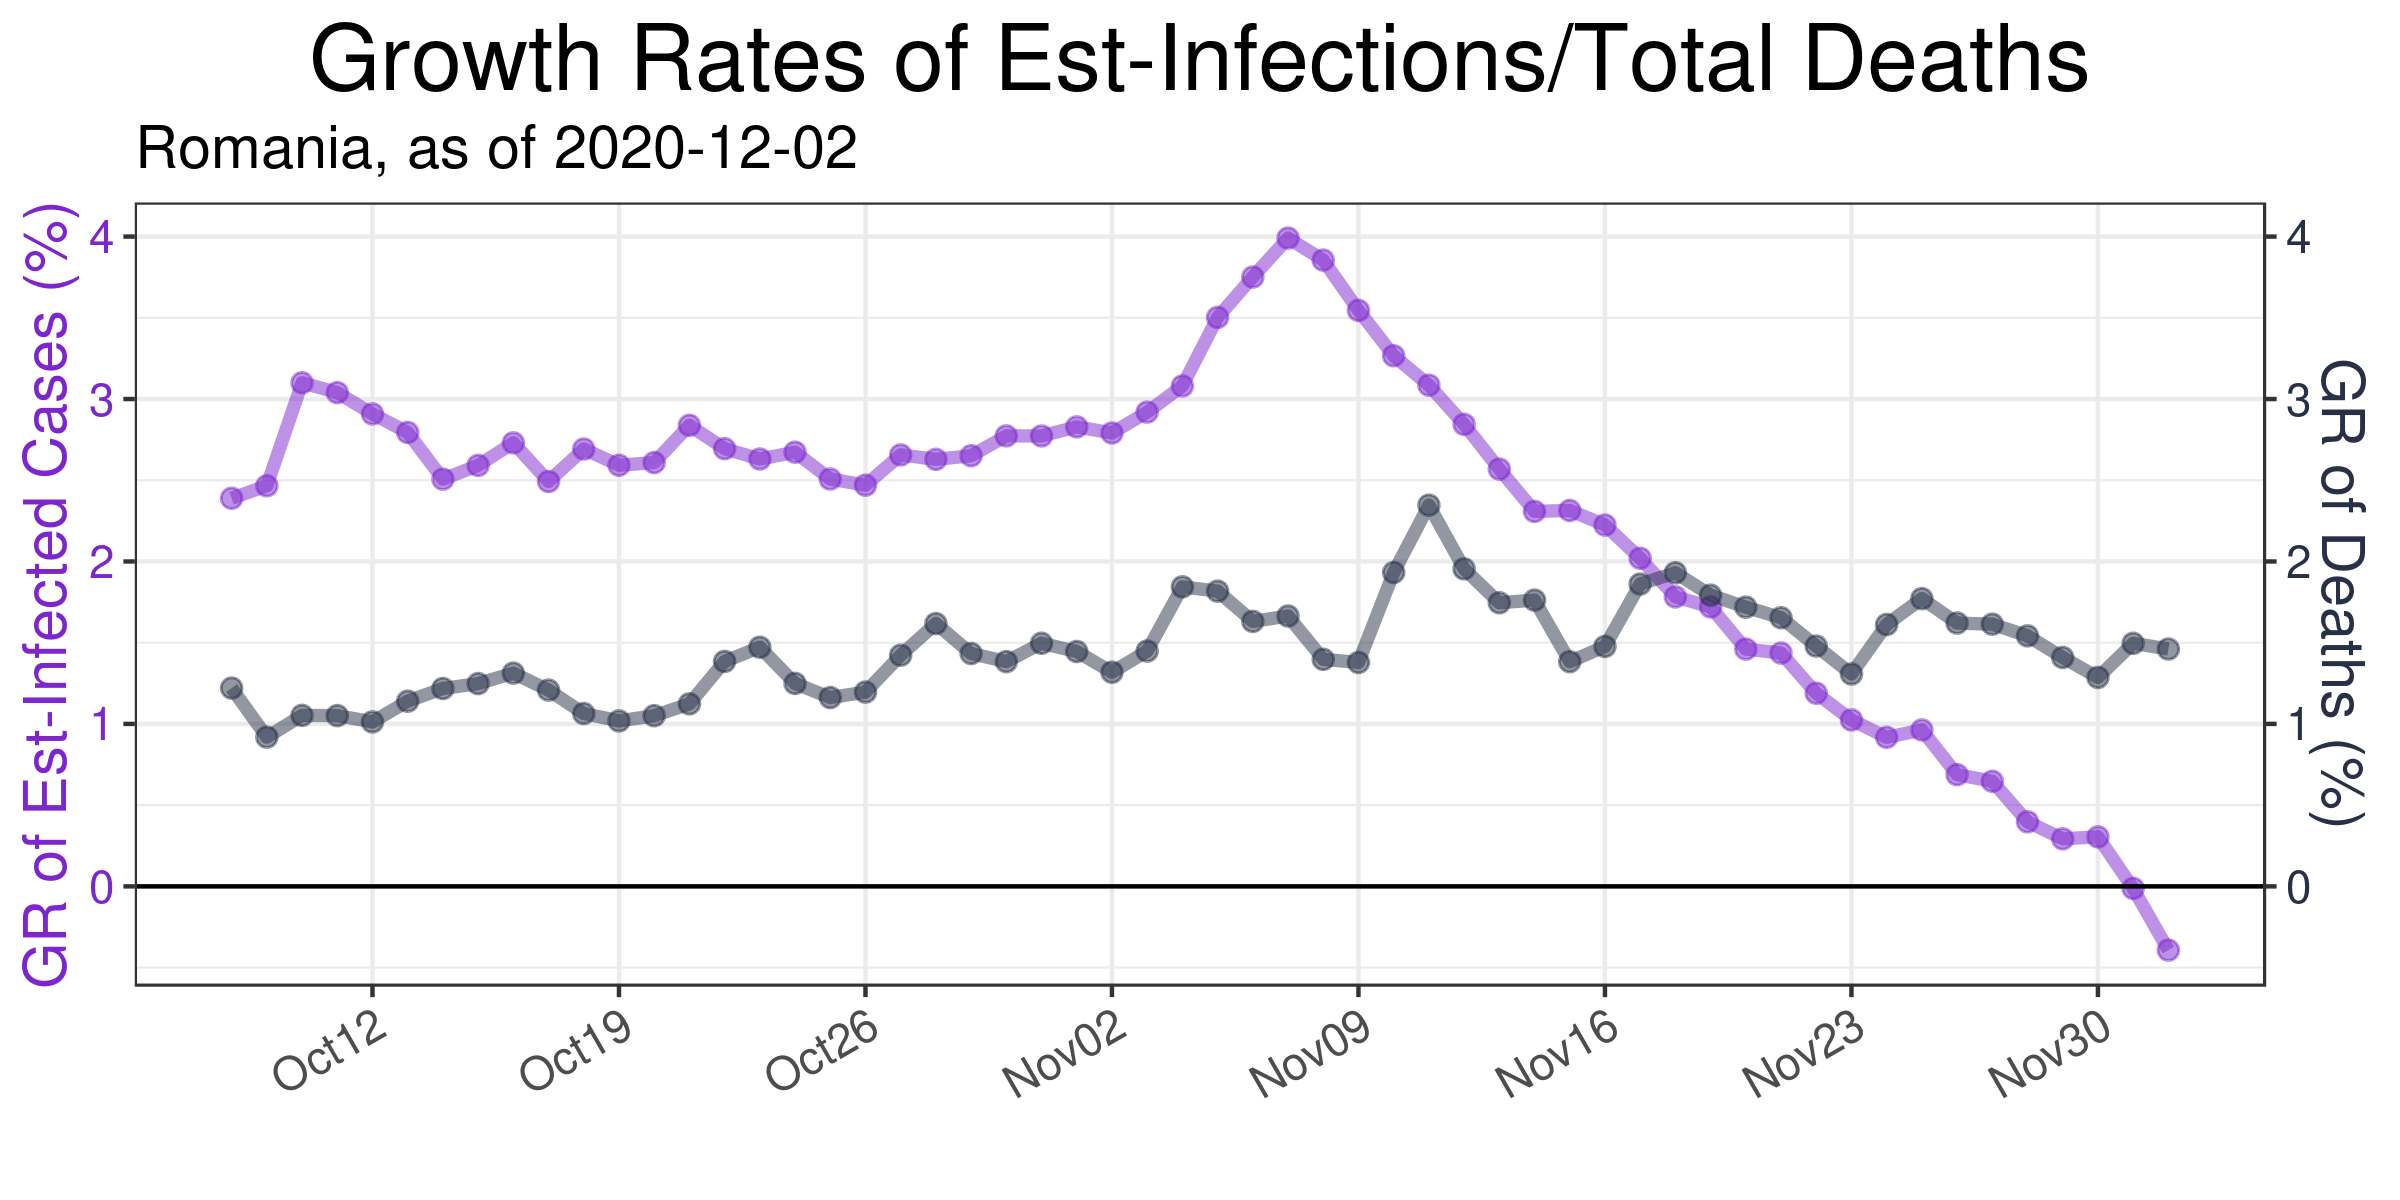 Growth Rates of Est-Infections/Total Deaths
Romania, as of 2020-12-02
GR of Est-Infected Cases (%)
4
3
2
1
0
4
3
2
1
0
GR of Deaths (%)
Oct12
Oct19
Oct26
Nov02
Nov09
Nov16
Nov23
Nov30